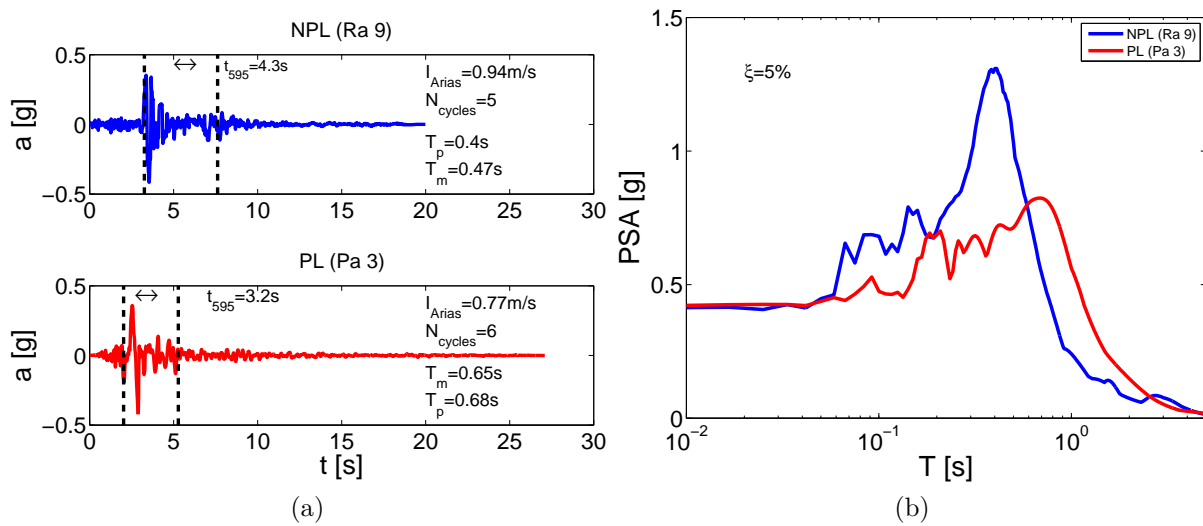 NPL (Ra 9)
0.5
0
−0.5
a [g]
t595=4.3s
IArias=0.94m/s
Ncycles=5
Tp=0.4s
Tm=0.47s
0 5 10 15 20 25 30
PL (Pa 3)
0.5
0
−0.5
a [g]
t595=3.2s
IArias=0.77m/s
Ncycles=6
Tm=0.65s
Tp=0.68s
0 5 10 15 20 25 30
t [s]
(a)
1.5
1
0.5
0
PSA [g]
ξ=5%
NPL (Ra 9)
PL (Pa 3)
10−2 10−1 100
T [s]
(b)